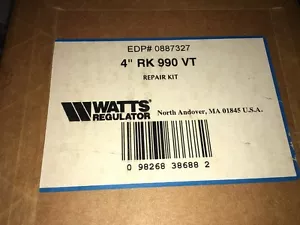 EDP# 0887327
4" RK 990 VT
REPAIR KIT
WATTS®
REGULATOR
North Andover, MA 01845 U.S.A.
0 98268 38688 2